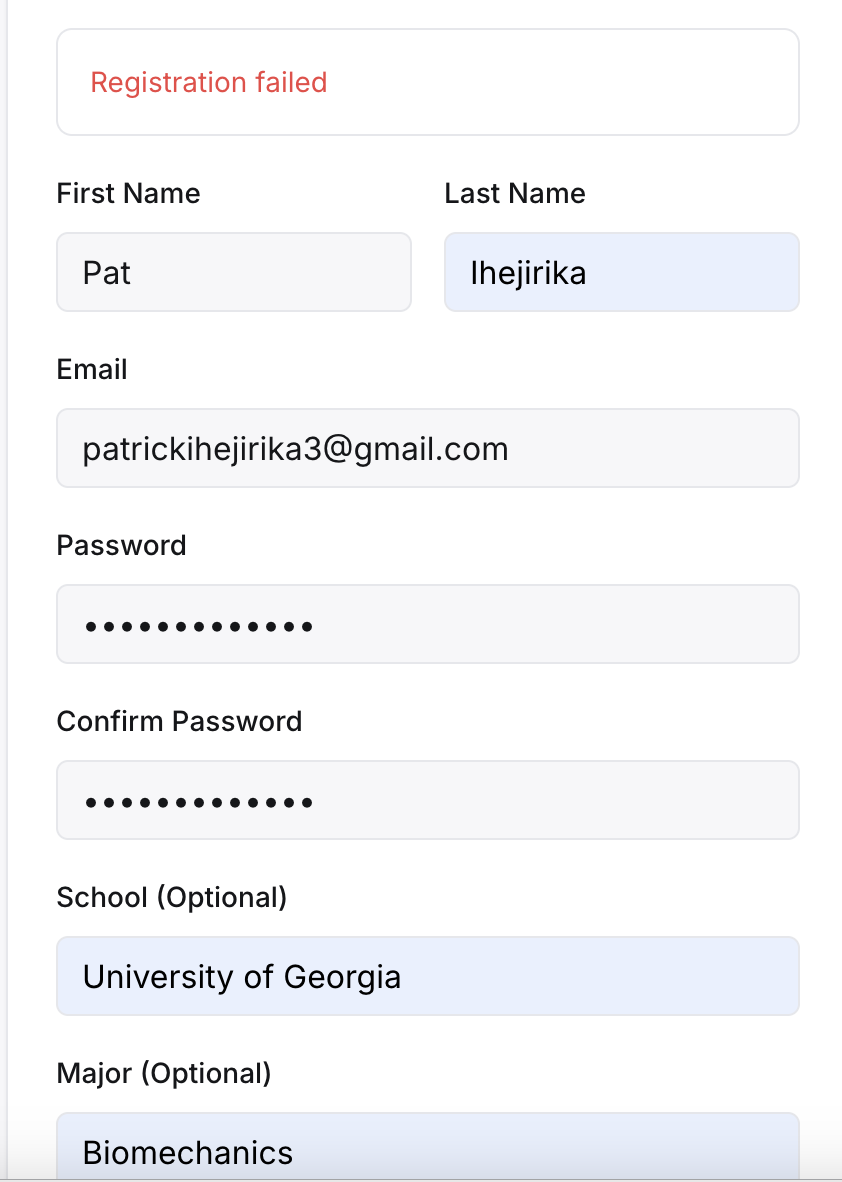 Registration failed
First Name Last Name
Pat Ihejirika
Email
patrickihejirika3@gmail.com
Password
•••••••••••••
Confirm Password
•••••••••••••
School (Optional)
University of Georgia
Major (Optional)
Biomechanics